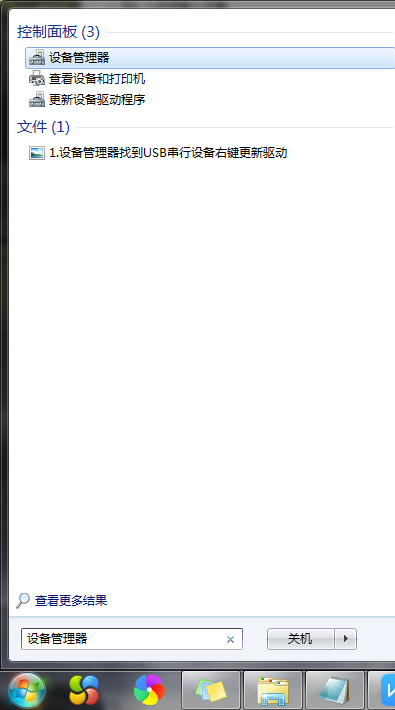 控制面板 (3)
设备管理器
查看设备和打印机
更新设备驱动程序
文件 (1)
1.设备管理器找到USB串行设备右键更新驱动
查看更多结果
设备管理器
关机